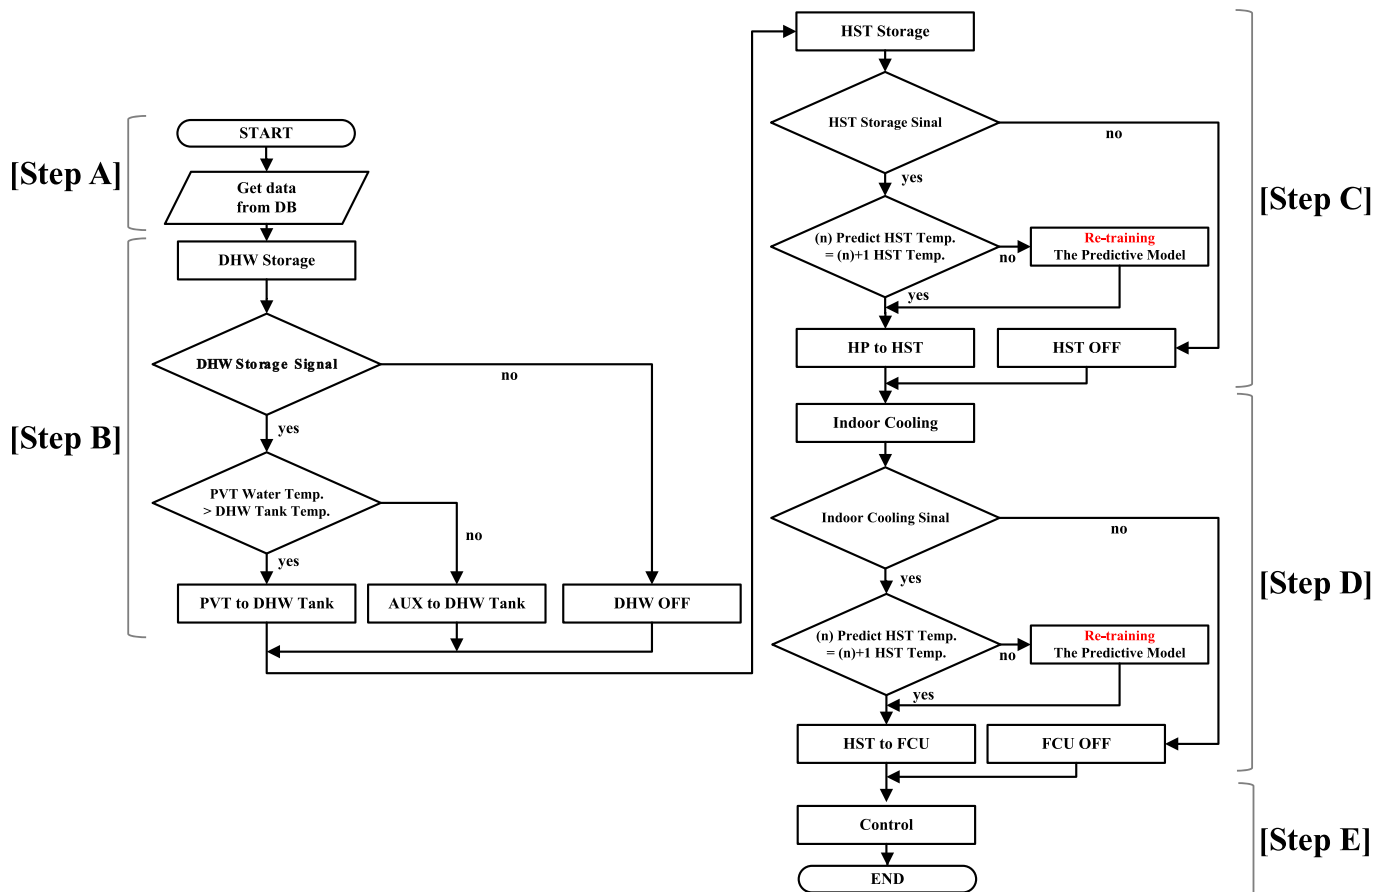 [Step A]
START
Get data
from DB
[Step B]
DHW Storage
DHW Storage Signal
no
yes
PVT Water Temp.
> DHW Tank Temp.
no
yes
PVT to DHW Tank
AUX to DHW Tank
DHW OFF
[Step C]
HST Storage
HST Storage Sinal
no
yes
(n) Predict HST Temp.
= (n)+1 HST Temp.
no
Re-training
The Predictive Model
yes
HP to HST
HST OFF
[Step D]
Indoor Cooling
Indoor Cooling Sinal
no
yes
(n) Predict HST Temp.
= (n)+1 HST Temp.
no
Re-training
The Predictive Model
yes
HST to FCU
FCU OFF
[Step E]
Control
END